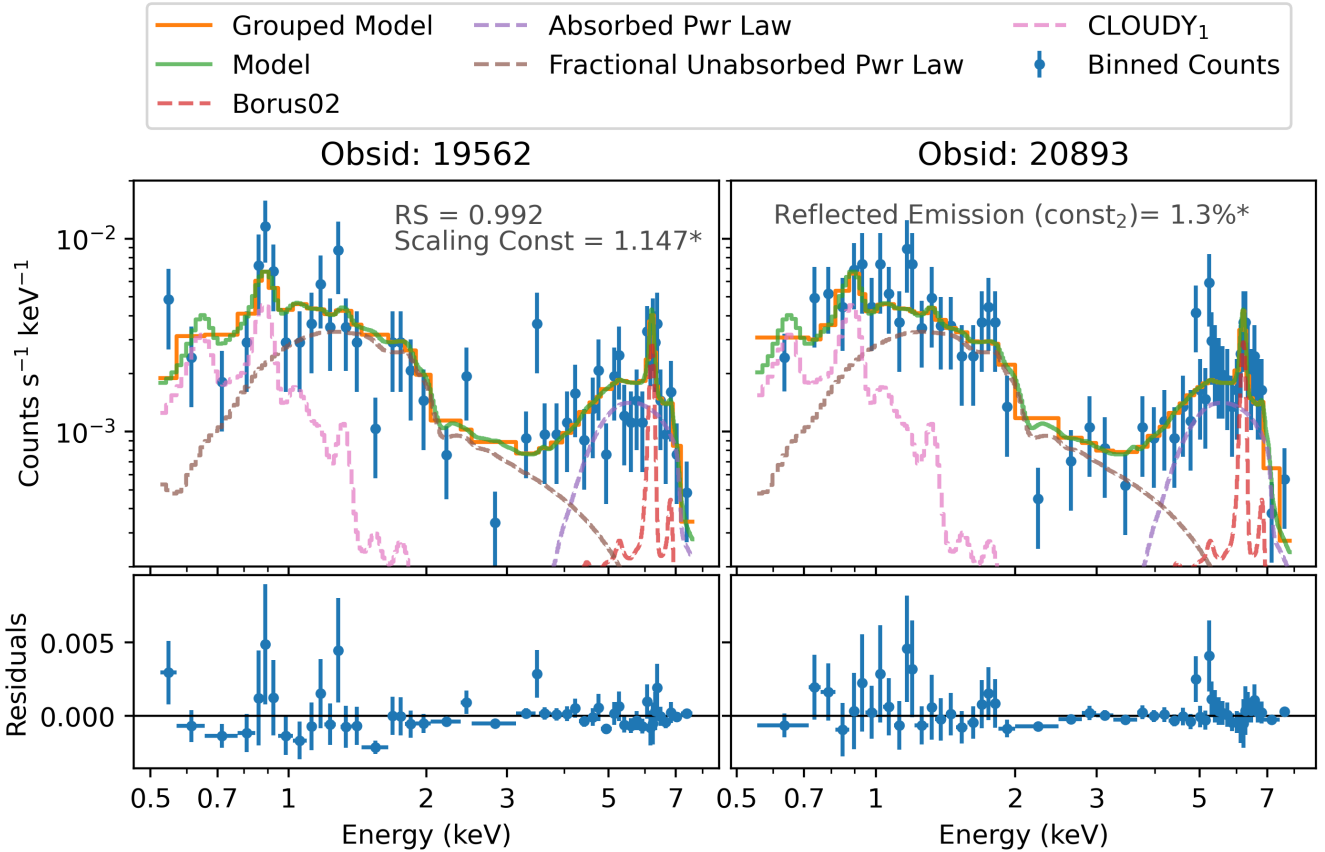 Grouped Model
Absorbed Pwr Law
CLOUDY₁
Model
Fractional Unabsorbed Pwr Law
Binned Counts
Borus02
Obsid: 19562
Obsid: 20893
RS = 0.992
Scaling Const = 1.147*
Reflected Emission (const₂)= 1.3%*
Counts s⁻¹ keV⁻¹
10⁻²
10⁻³
Residuals
0.005
0.000
0.5 0.7 1 2 3 5 7
0.5 0.7 1 2 3 5 7
Energy (keV)
Energy (keV)